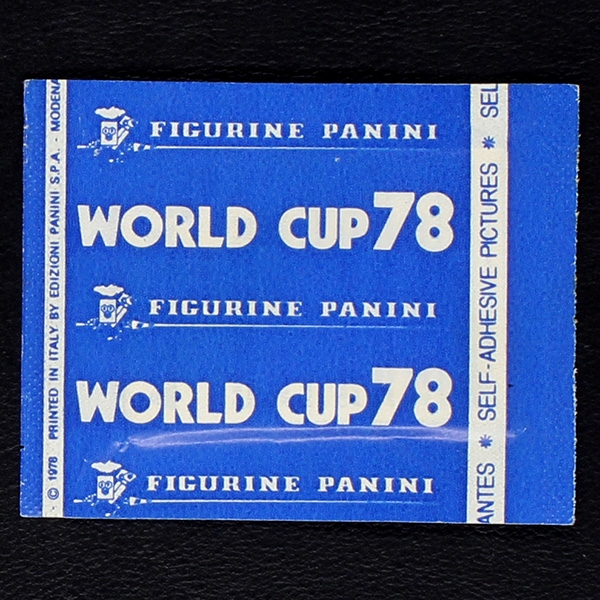 FIGURINE PANINI
WORLD CUP 78
FIGURINE PANINI
WORLD CUP 78
FIGURINE PANINI
© 1978 PRINTED IN ITALY BY EDIZIONI PANINI S.P.A. - MODENA
ANTES * SELF-ADHESIVE PICTURES * SEL